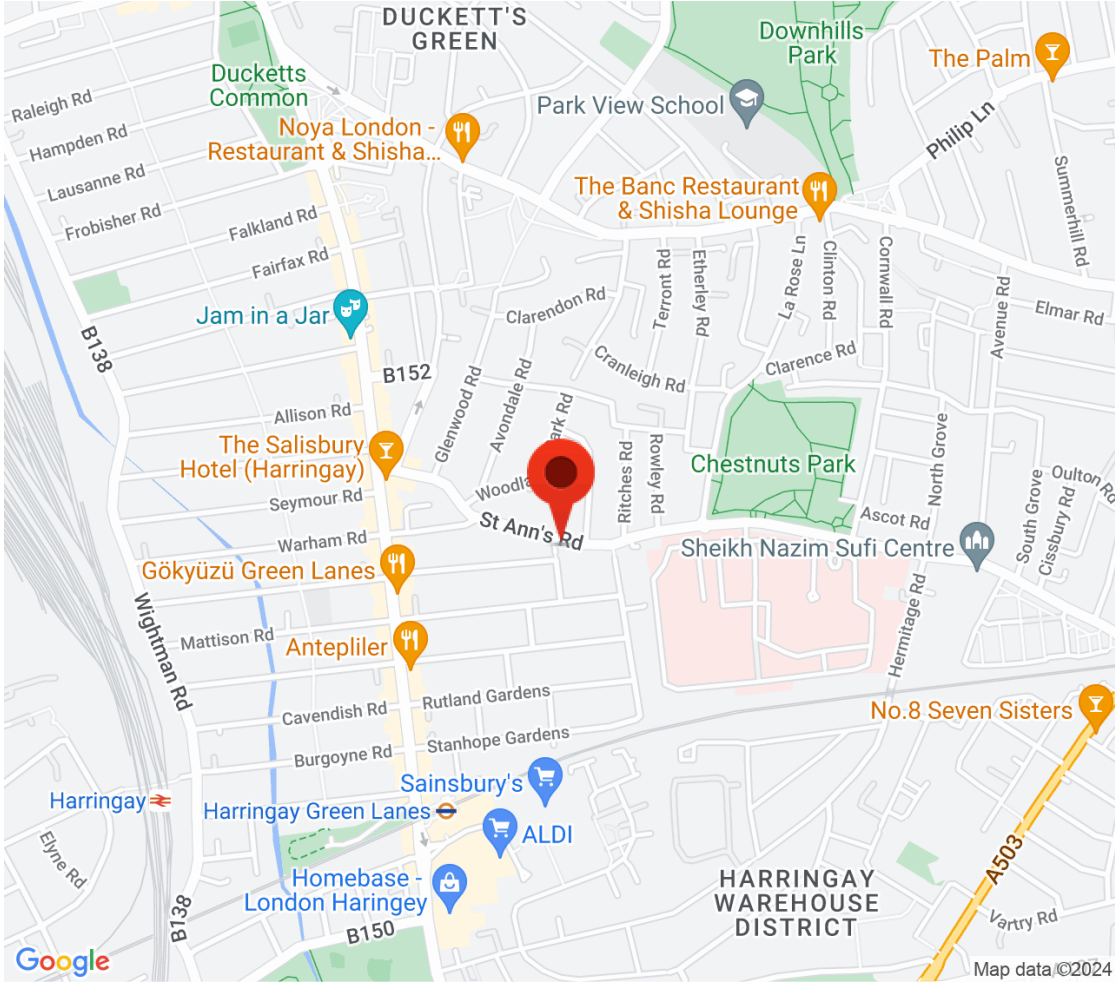 DUCKETT'S
GREEN
Downhills
Park
The Palm
Ducketts
Common
Raleigh Rd
Park View School
Hampden Rd
Noya London -
Restaurant & Shisha...
Philip Ln
Lausanne Rd
The Banc Restaurant
& Shisha Lounge
Summerhill Rd
Frobisher Rd
Falkland Rd
Fairfax Rd
Terront Rd
Etherley Rd
La Rose Ln
Clinton Rd
Cornwall Rd
Avenue Rd
Elmar Rd
Jam in a Jar
Clarendon Rd
B138
B152
Cranleigh Rd
Clarence Rd
Glenwood Rd
Avondale Rd
Allison Rd
The Salisbury
Hotel (Harringay)
Ritches Rd
Rowley Rd
Chestnuts Park
North Grove
Oulton Rd
Seymour Rd
St Ann's Rd
Ascot Rd
South Grove
Cissbury Rd
Warham Rd
Sheikh Nazim Sufi Centre
Gökyüzü Green Lanes
Hermitage Rd
Wightman Rd
Mattison Rd
Antepliler
Rutland Gardens
Cavendish Rd
No.8 Seven Sisters
Stanhope Gardens
Burgoyne Rd
Sainsbury's
Harringay
Harringay Green Lanes
ALDI
Elyne Rd
A503
Homebase -
London Haringey
HARRINGAY
WAREHOUSE
DISTRICT
B138
B150
Vartry Rd
Google
Map data ©2024